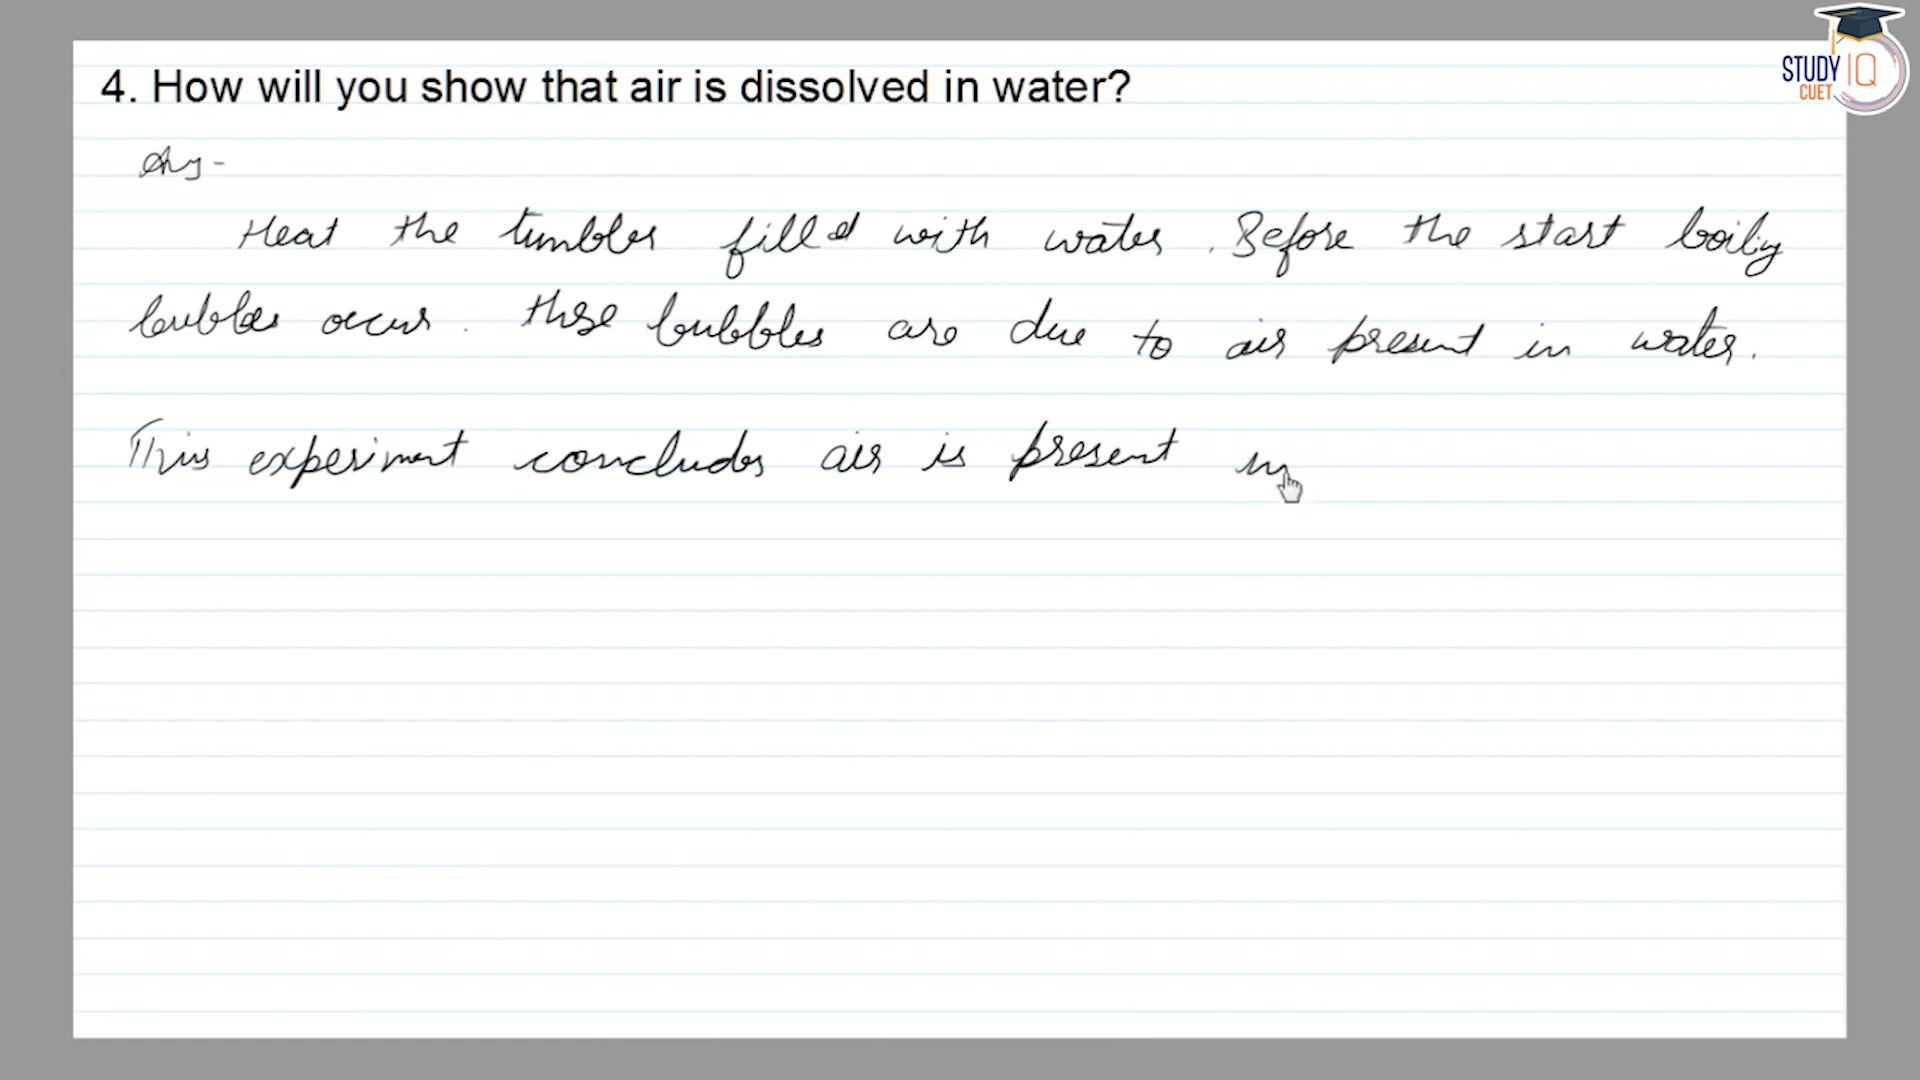 STUDY IQ
CUET
4. How will you show that air is dissolved in water?
Ans -
Heat the tumbler filled with water. Before the start boiling
bubbles occur. these bubbles are due to air present in water.
This experiment concludes air is present in